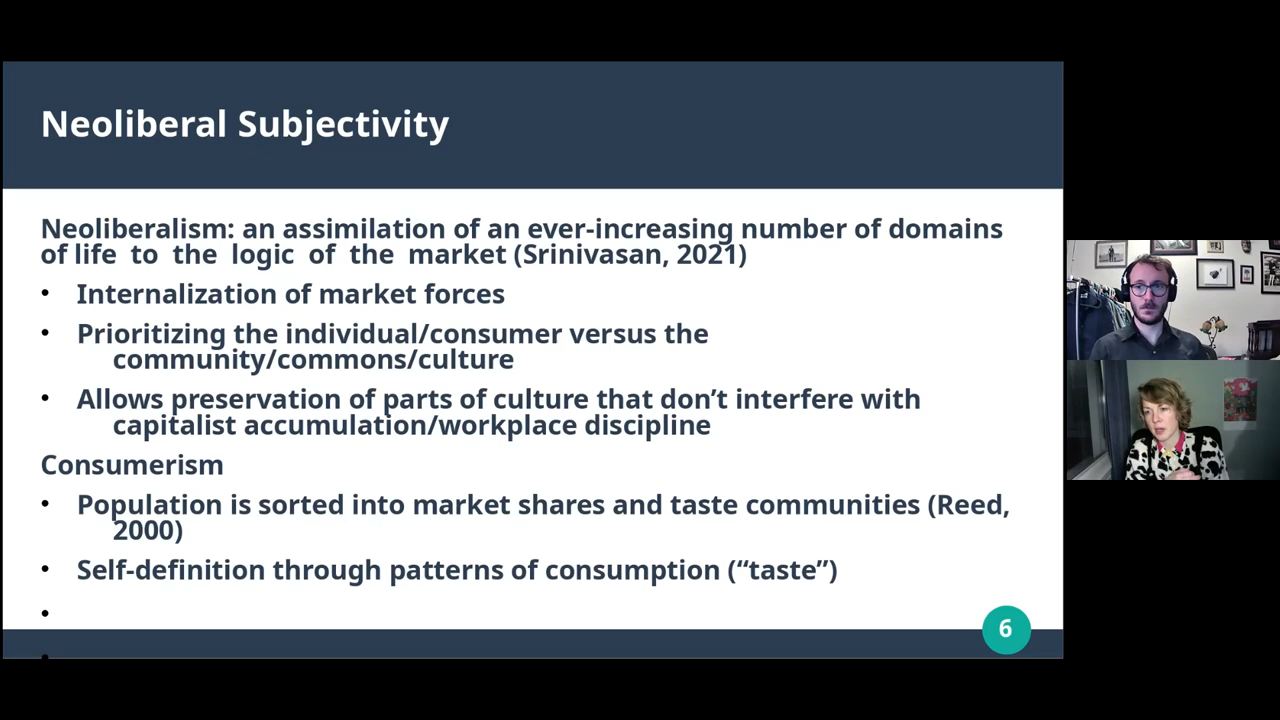 Neoliberal Subjectivity
Neoliberalism: an assimilation of an ever-increasing number of domains
of life to the logic of the market (Srinivasan, 2021)
• Internalization of market forces
• Prioritizing the individual/consumer versus the
community/commons/culture
• Allows preservation of parts of culture that don’t interfere with
capitalist accumulation/workplace discipline
Consumerism
• Population is sorted into market shares and taste communities (Reed,
2000)
• Self-definition through patterns of consumption (“taste”)
•
•
6